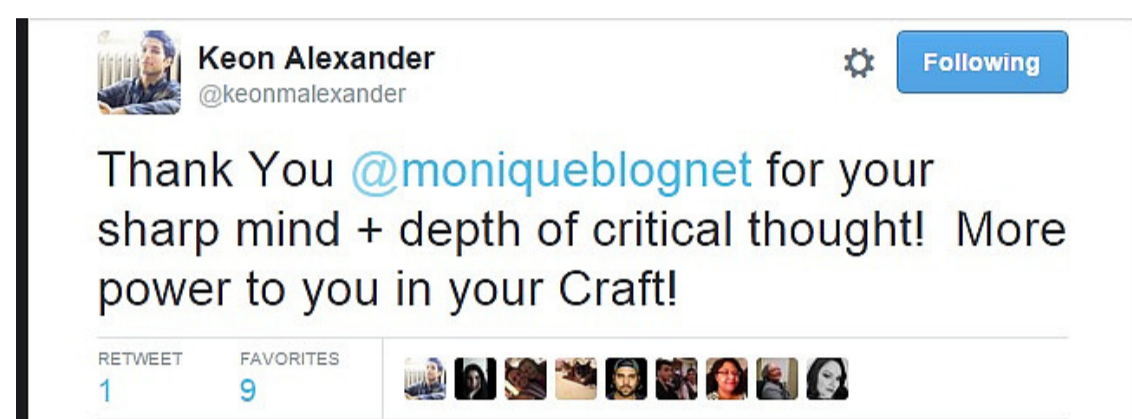 Keon Alexander
@keonmalexander
Following
Thank You @moniqueblognet for your
sharp mind + depth of critical thought!  More
power to you in your Craft!
RETWEET
1
FAVORITES
9